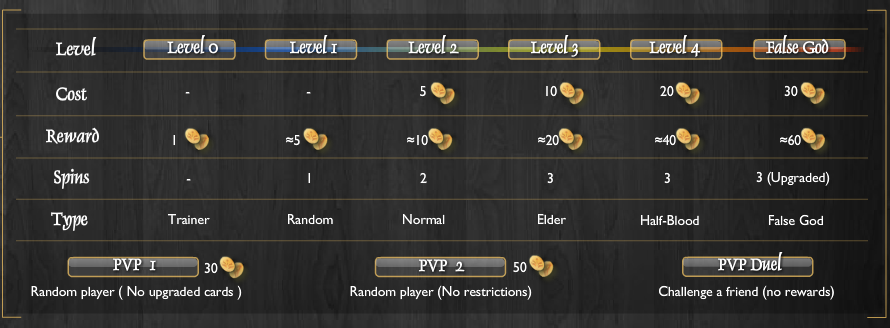 Level Level 0 Level 1 Level 2 Level 3 Level 4 False God
Cost - - 5 10 20 30
Reward 1 ≈5 ≈10 ≈20 ≈40 ≈60
Spins - 1 2 3 3 3 (Upgraded)
Type Trainer Random Normal Elder Half-Blood False God
PVP 1 30 PVP 2 50 PVP Duel
Random player ( No upgraded cards ) Random player (No restrictions) Challenge a friend (no rewards)